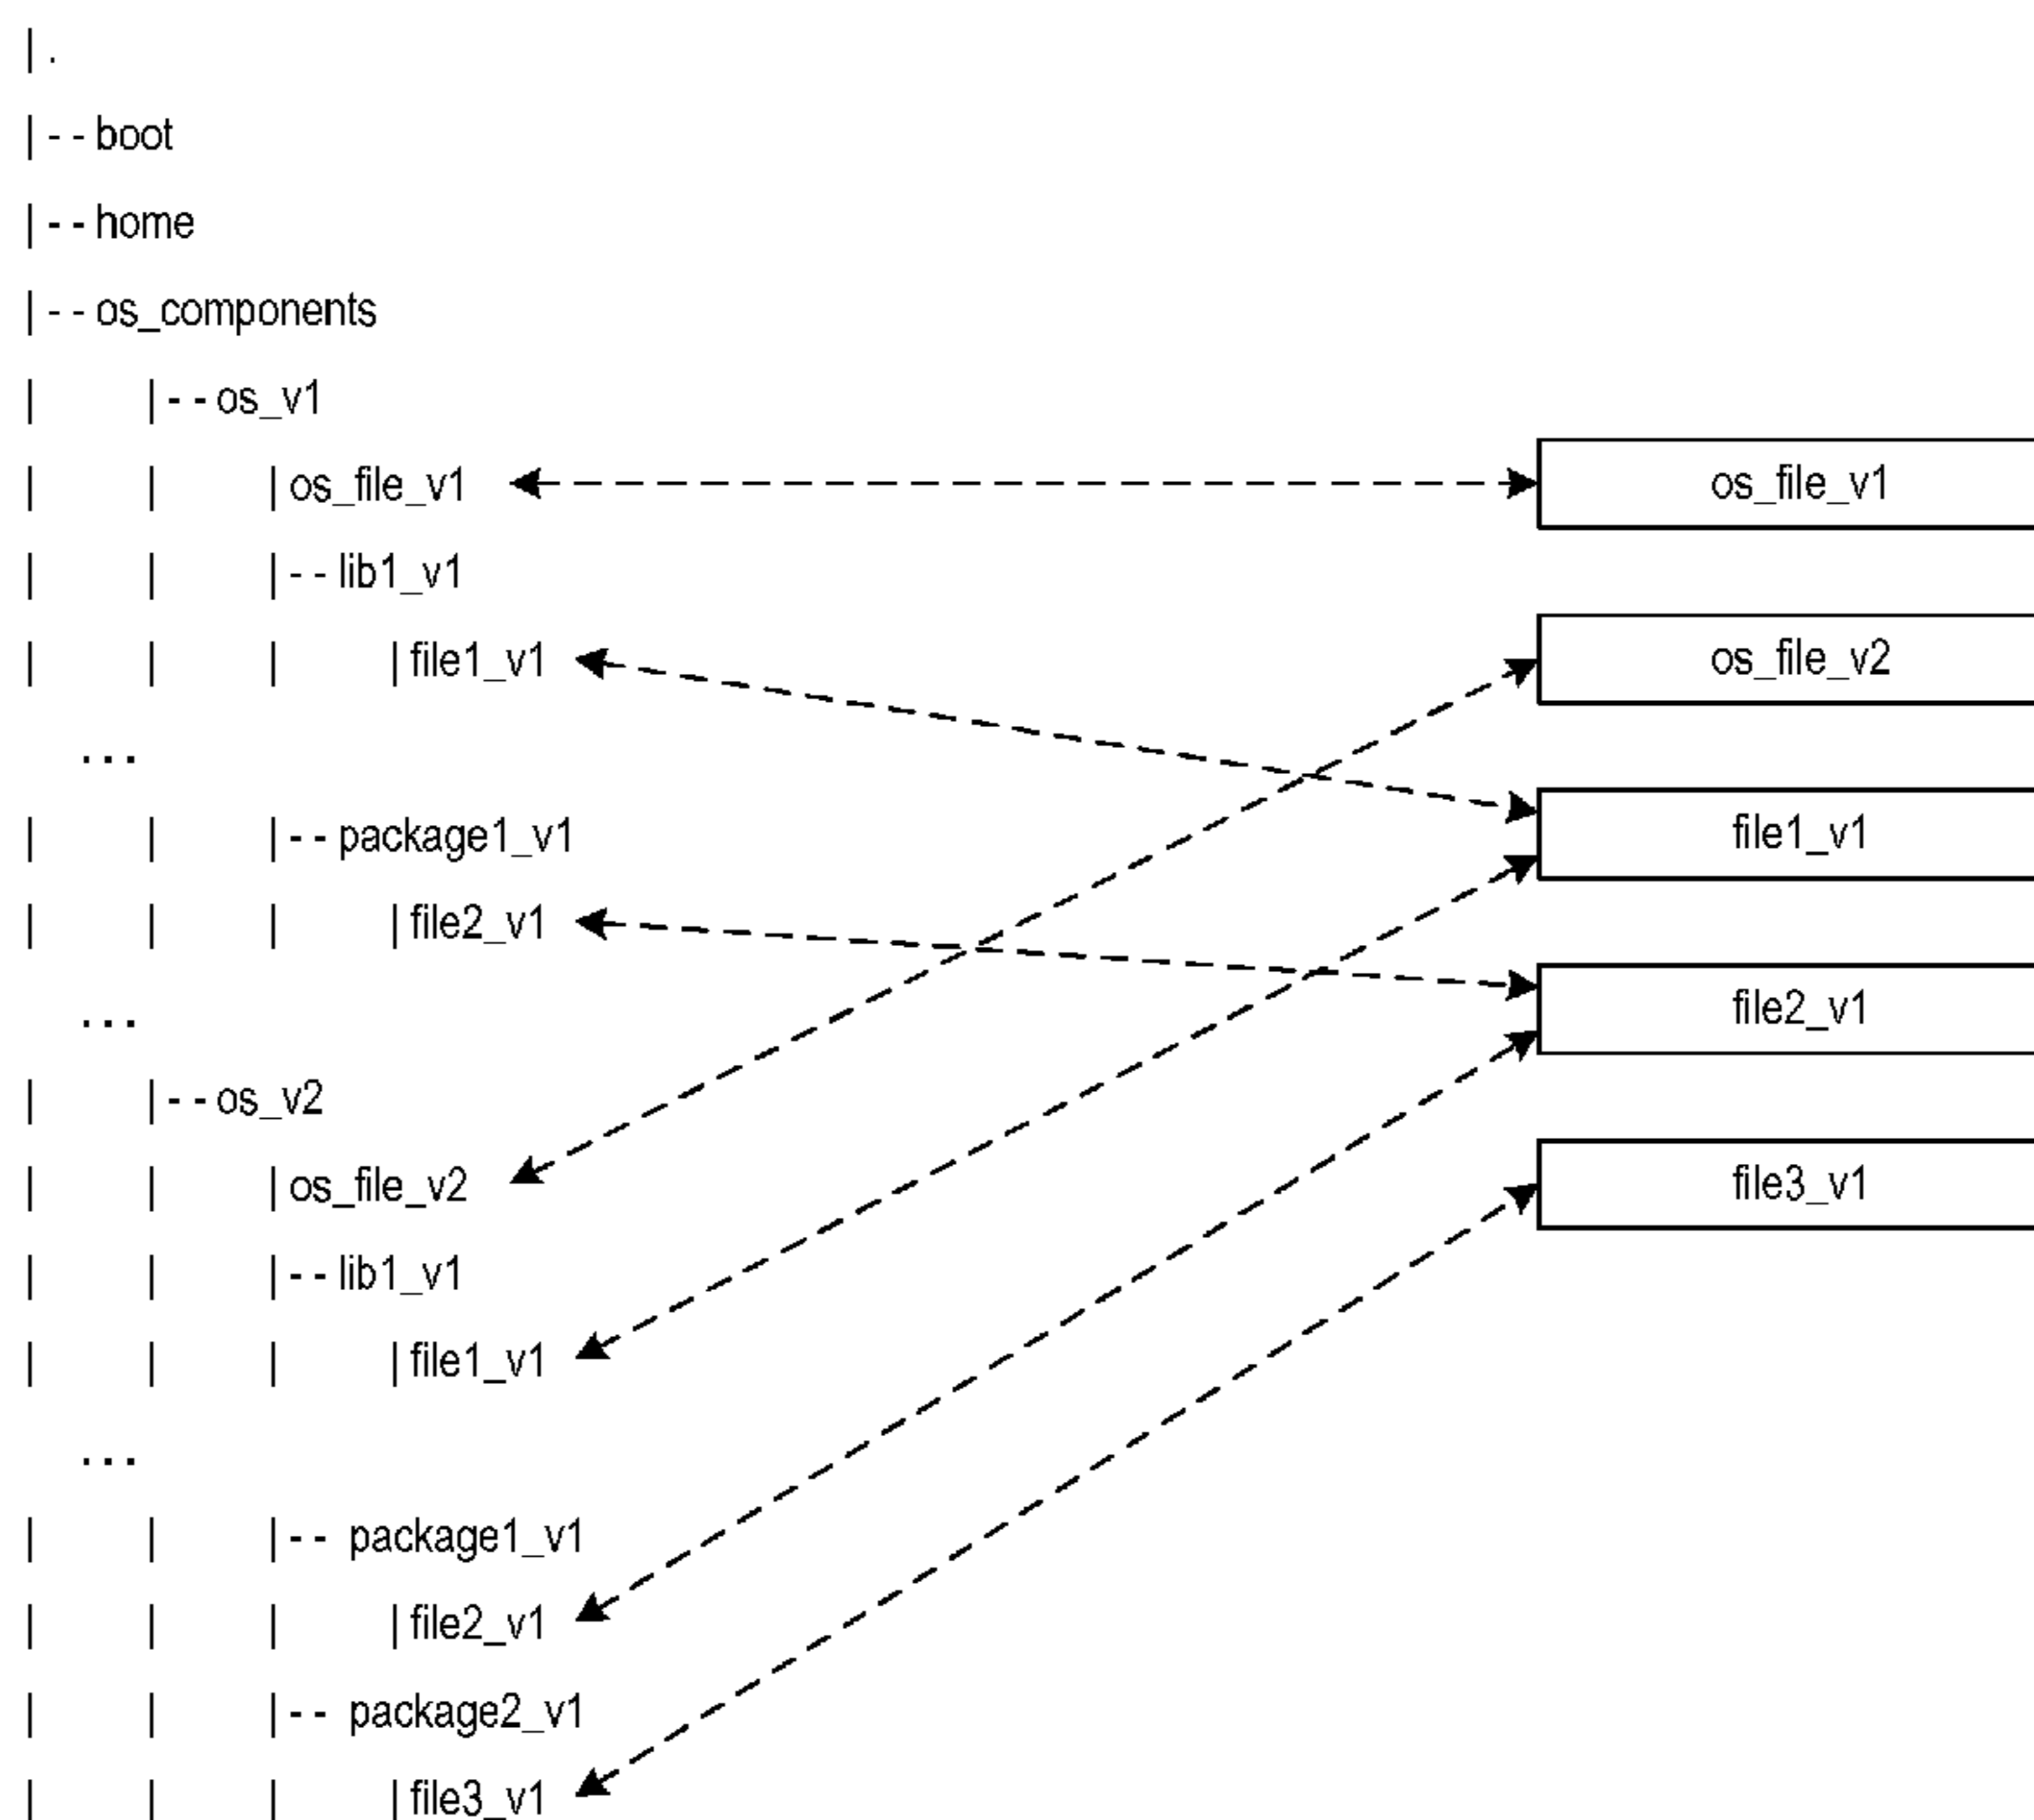 |.
|--boot
|--home
|--os_components
| |--os_v1
| | |os_file_v1 os_file_v1
| | |--lib1_v1
| | | |file1_v1 os_file_v2
...
| | |--package1_v1 file1_v1
| | | |file2_v1
... file2_v1
| |--os_v2
| | |os_file_v2 file3_v1
| | |--lib1_v1
| | | |file1_v1
...
| | |-- package1_v1
| | | |file2_v1
| | |-- package2_v1
| | | |file3_v1